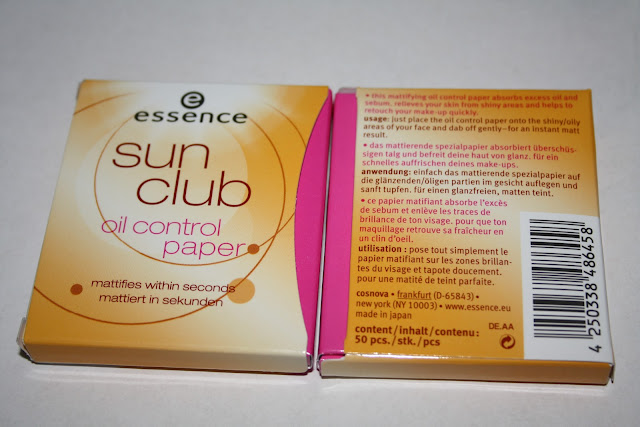 essence
sun
club
oil control
paper
mattifies within seconds
mattiert in sekunden
• this mattifying oil control paper absorbs excess oil and
sebum. relieves your skin from shiny areas and helps to
retouch your make-up quickly.
usage: just place the oil control paper onto the shiny/oily
areas of your face and dab off gently–for an instant matt
result.
• das mattierende spezialpapier absorbiert überschüs-
sigen talg und befreit deine haut von glanz. für ein
schnelles auffrischen deines make-ups.
anwendung: einfach das mattierende spezialpapier auf
die glänzenden/öligen partien im gesicht auflegen und
sanft tupfen. für einen glanzfreien, matten teint.
• ce papier matifiant absorbe l'excès
de sebum et enlève les traces de
brillance de ton visage. pour que ton
maquillage retrouve sa fraîcheur en
un clin d'oeil.
utilisation : pose tout simplement le
papier matifiant sur les zones brillan-
tes du visage et tapote doucement.
pour une matité de teint parfaite.
cosnova • frankfurt (D-65843) •
new york (NY 10003) • www.essence.eu
made in japan
content/inhalt/contenu:
50 pcs./stk./pcs
DE.AA
4 250338 486458